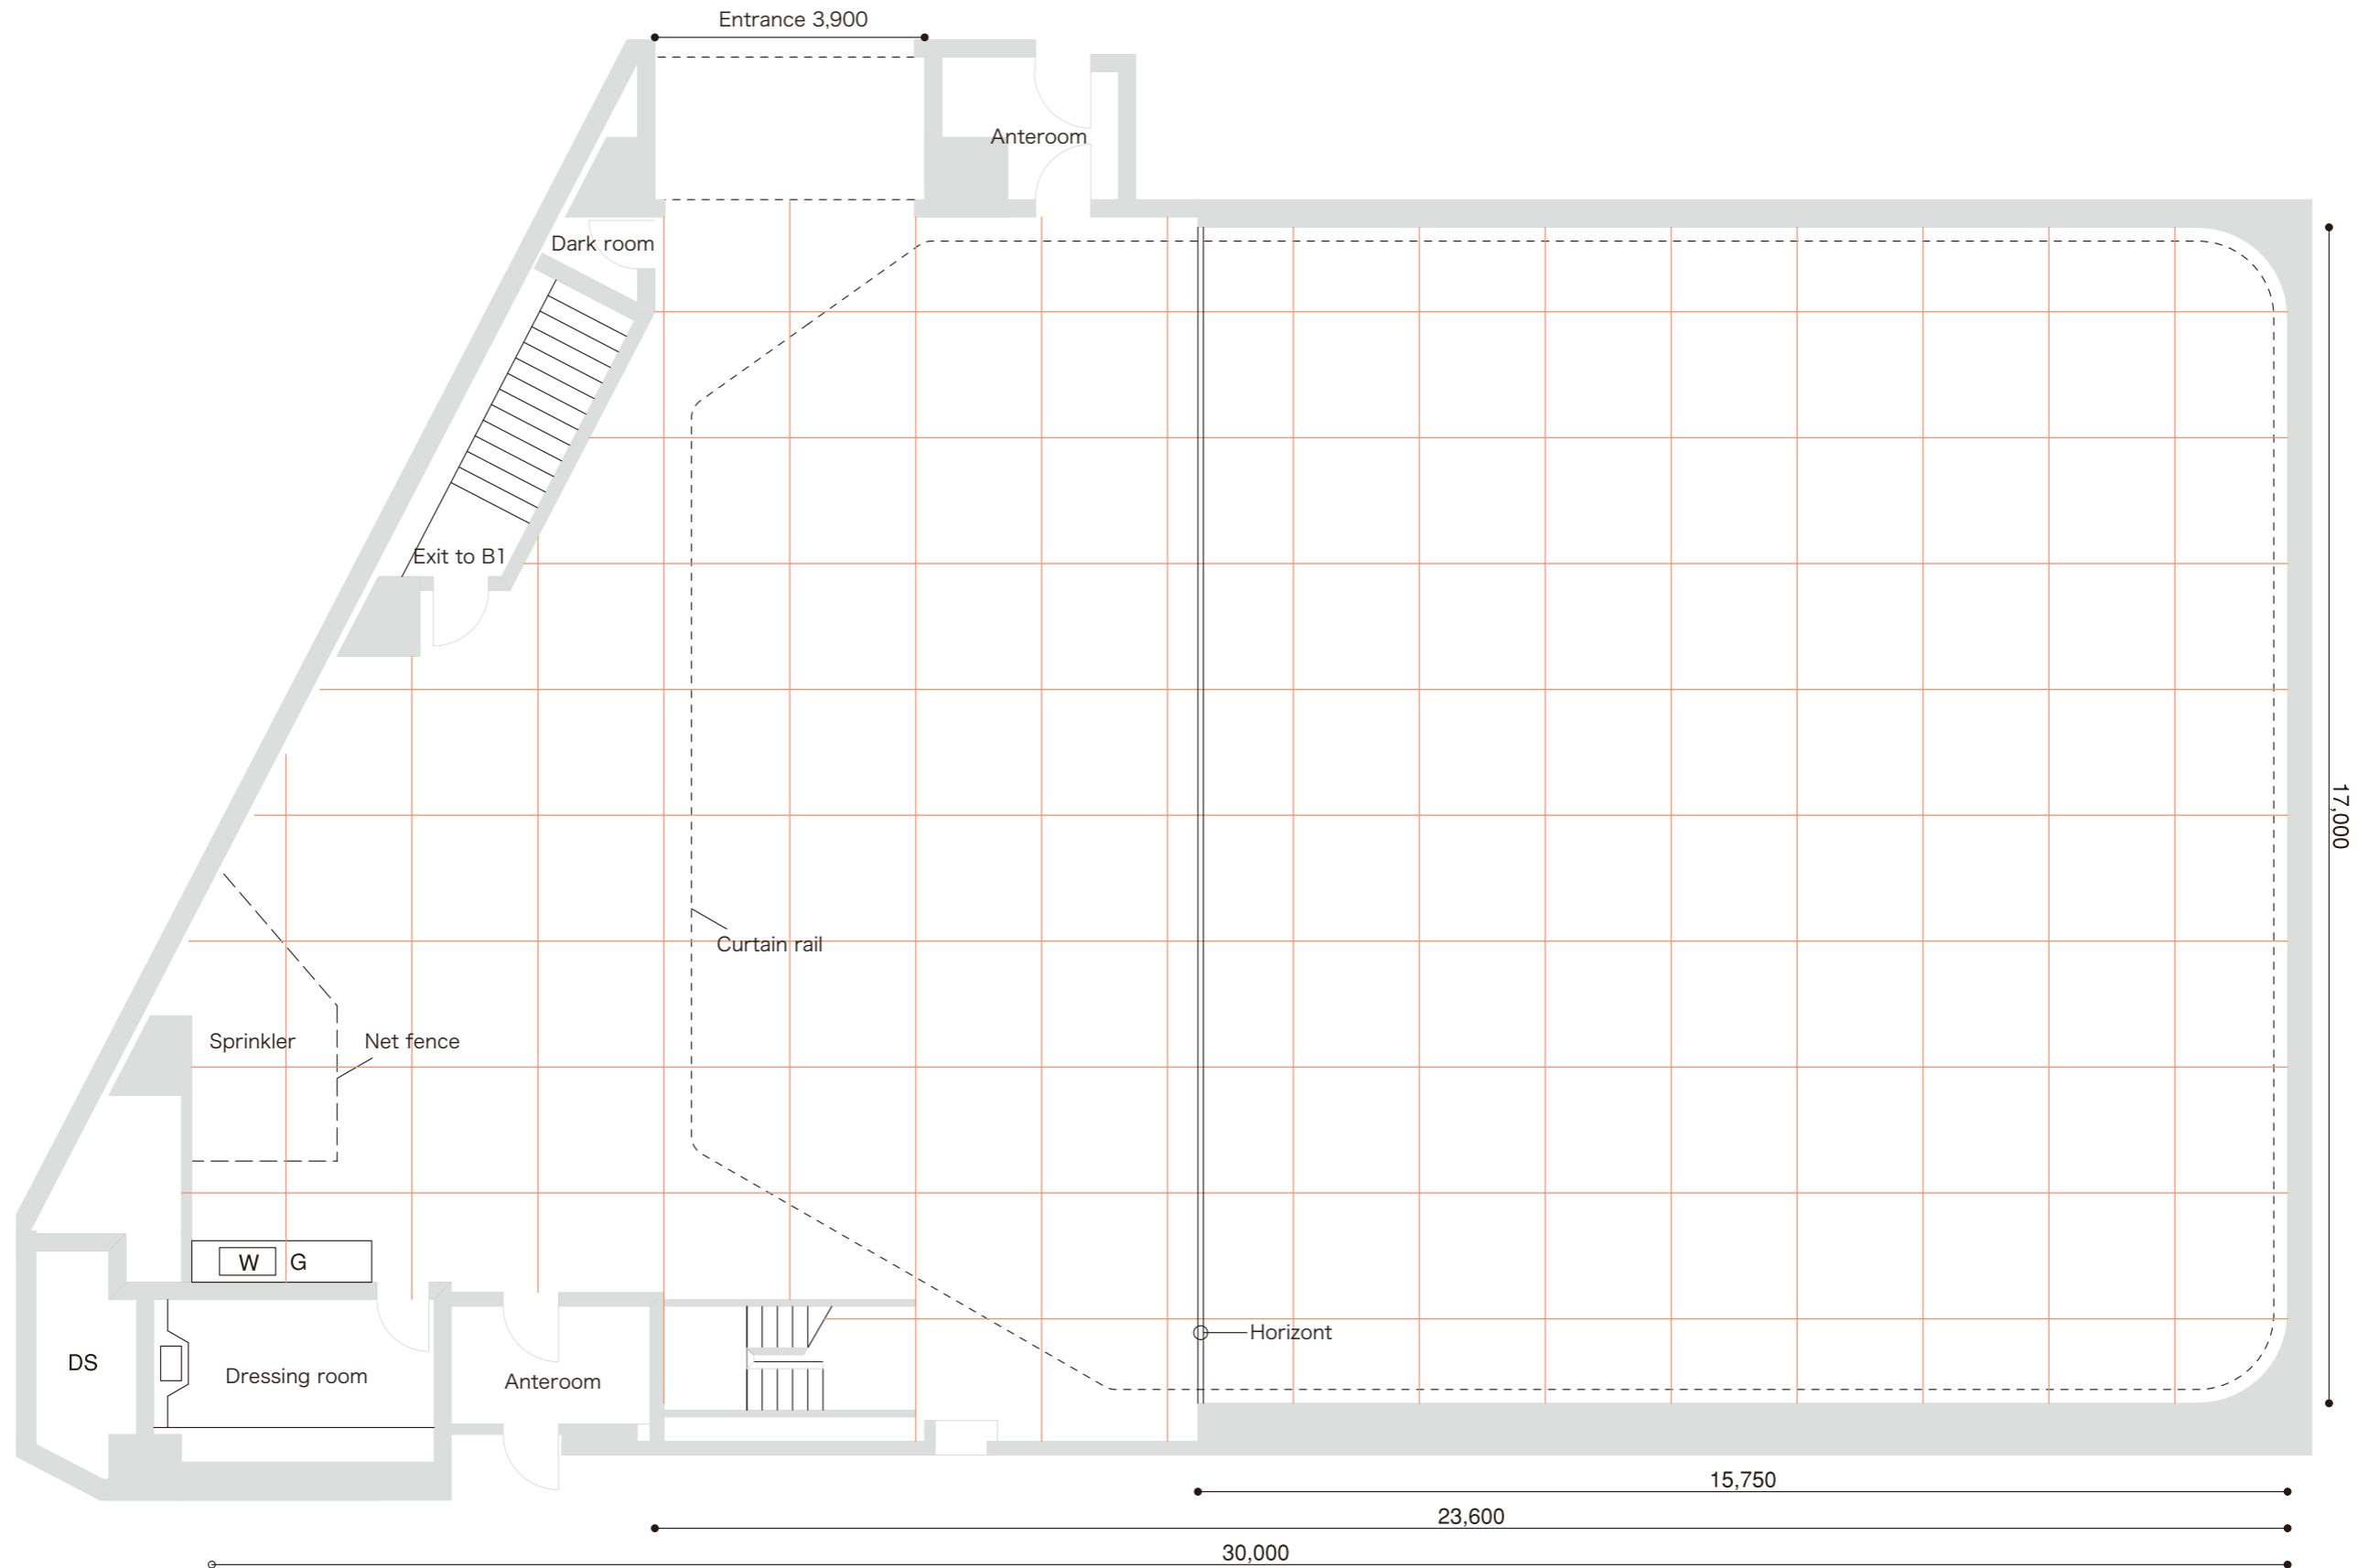 Entrance 3,900
Anteroom
Dark room
Exit to B1
17,000
Curtain rail
Sprinkler
Net fence
W
G
Horizont
DS
Dressing room
Anteroom
15,750
23,600
30,000